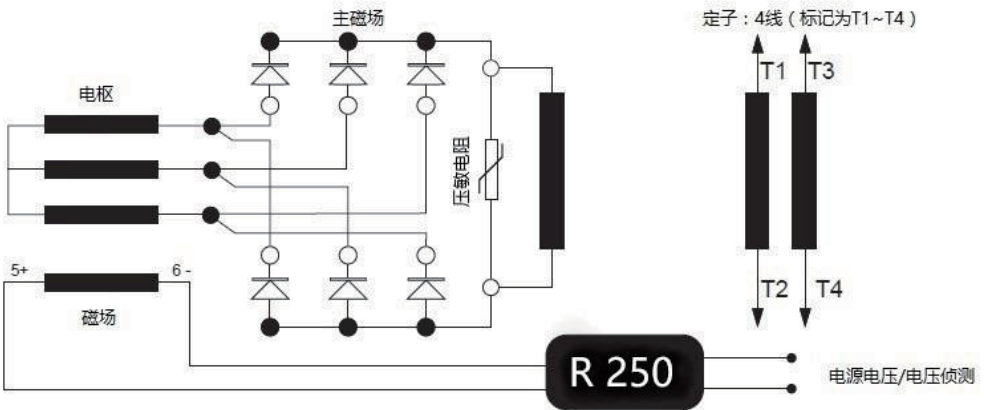 主磁场
定子：4线（标记为T1~T4）
T1
T3
电枢
压敏电阻
5+
6 -
磁场
T2
T4
R 250
电源电压/电压侦测